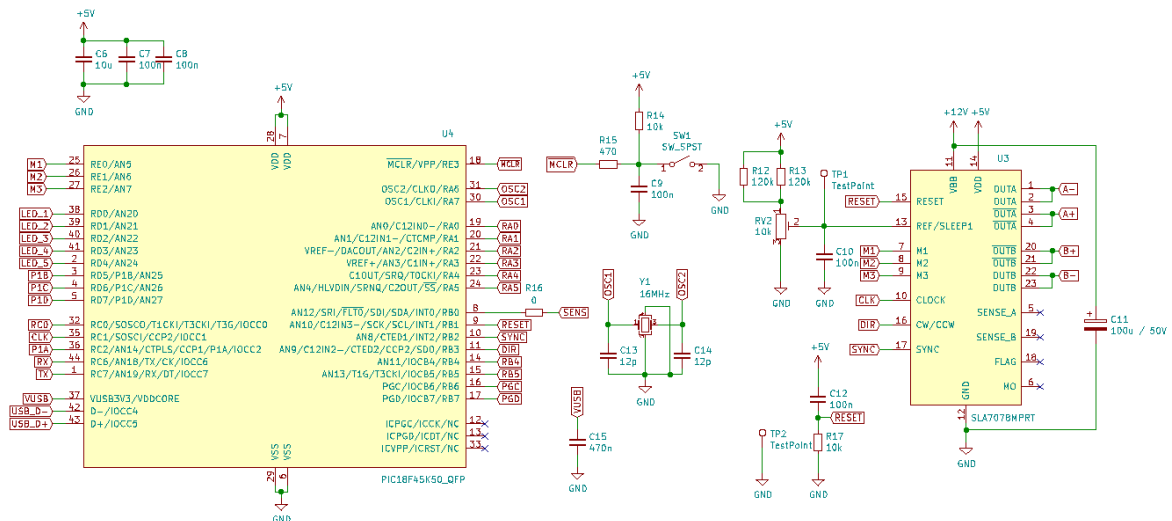 +5V
C6
10u
C7
100n
C8
100n
GND
+5V
U4
28
7
VDD
VDD
M1 25 RE0/AN5
M2 26 RE1/AN6
M3 27 RE2/AN7
LED_1 38 RD0/AN20
LED_2 39 RD1/AN21
LED_3 40 RD2/AN22
LED_4 41 RD3/AN23
LED_5 2 RD4/AN24
P1B 3 RD5/P1B/AN25
P1C 4 RD6/P1C/AN26
P1D 5 RD7/P1D/AN27
RC0 32 RC0/SOSCO/T1CKI/T3CKI/T3G/IOCC0
CLK 35 RC1/SOSCI/CCP2/IOCC1
P1A 36 RC2/AN14/CTPLS/CCP1/P1A/IOCC2
RX 44 RC6/AN18/TX/CK/IOCC6
TX 1 RC7/AN19/RX/DT/IOCC7
VUSB 37 VUSB3V3/VDDCORE
USB_D- 42 D-/IOCC4
USB_D+ 43 D+/IOCC5
MCLR/VPP/RE3 18 MCLR
OSC2/CLKO/RA6 31 OSC2
OSC1/CLKI/RA7 30 OSC1
AN0/C12IN0-/RA0 19 RA0
AN1/C12IN1-/CTCMP/RA1 20 RA1
VREF-/DACOUT/AN2/C2IN+/RA2 21 RA2
VREF+/AN3/C1IN+/RA3 22 RA3
C1OUT/SRQ/T0CKI/RA4 23 RA4
AN4/HLVDIN/SRNQ/C2OUT/SS/RA5 24 RA5
AN12/SRI/FLT0/SDI/SDA/INT0/RB0 8
AN10/C12IN3-/SCK/SCL/INT1/RB1 9 RESET
AN8/CTED1/INT2/RB2 10 SYNC
AN9/C12IN2-/CTED2/CCP2/SDO/RB3 11 DIR
AN11/IOCB4/RB4 14 RB4
AN13/T1G/T3CKI/IOCB5/RB5 15 RB5
PGC/IOCB6/RB6 16 PGC
PGD/IOCB7/RB7 17 PGD
ICPGC/ICCK/NC 12
ICPGD/ICDT/NC 13
ICVPP/ICRST/NC 33
VSS
VSS
29
6
PIC18F45K50_QFP
GND
R16
0
SENS
+5V
R14
10k
MCLR
R15
470
SW1
SW_SPST
1
2
C9
100n
GND
GND
OSC1
Y1
16MHz
OSC2
1
3
C13
12p
C14
12p
GND
VUSB
C15
470n
GND
+5V
R12
120k
R13
120k
RV2
10k
2
GND
TP1
TestPoint
C10
100n
GND
+5V
C12
100n
RESET
R17
10k
GND
TP2
TestPoint
GND
+12V
+5V
11
14
U3
VBB
VDD
RESET 15 RESET
13 REF/SLEEP1
M1 7 M1
M2 8 M2
M3 9 M3
CLK 10 CLOCK
DIR 16 CW/CCW
SYNC 17 SYNC
OUTA 1
OUTA 2
A-
OUTA 3
OUTA 4
A+
OUTB 20
OUTB 21
B+
OUTB 22
OUTB 23
B-
SENSE_A 5
SENSE_B 19
FLAG 18
MO 6
GND
12
SLA7078MPRT
GND
C11
100u / 50V